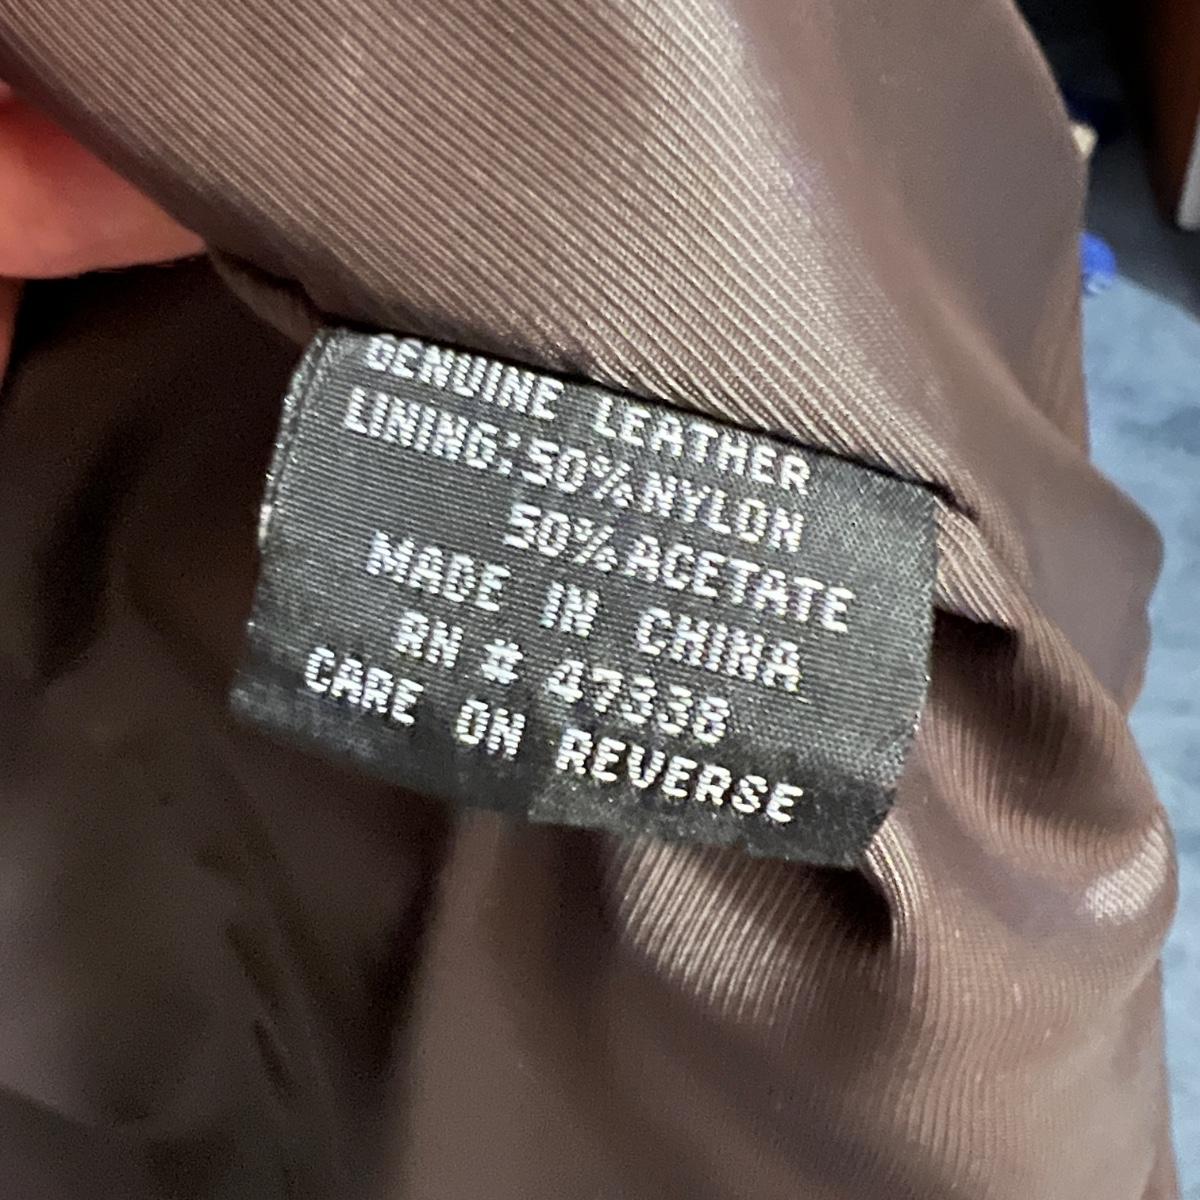 GENUINE LEATHER
LINING:50%NYLON
50%ACETATE
MADE IN CHINA
RN # 47338
CARE ON REVERSE